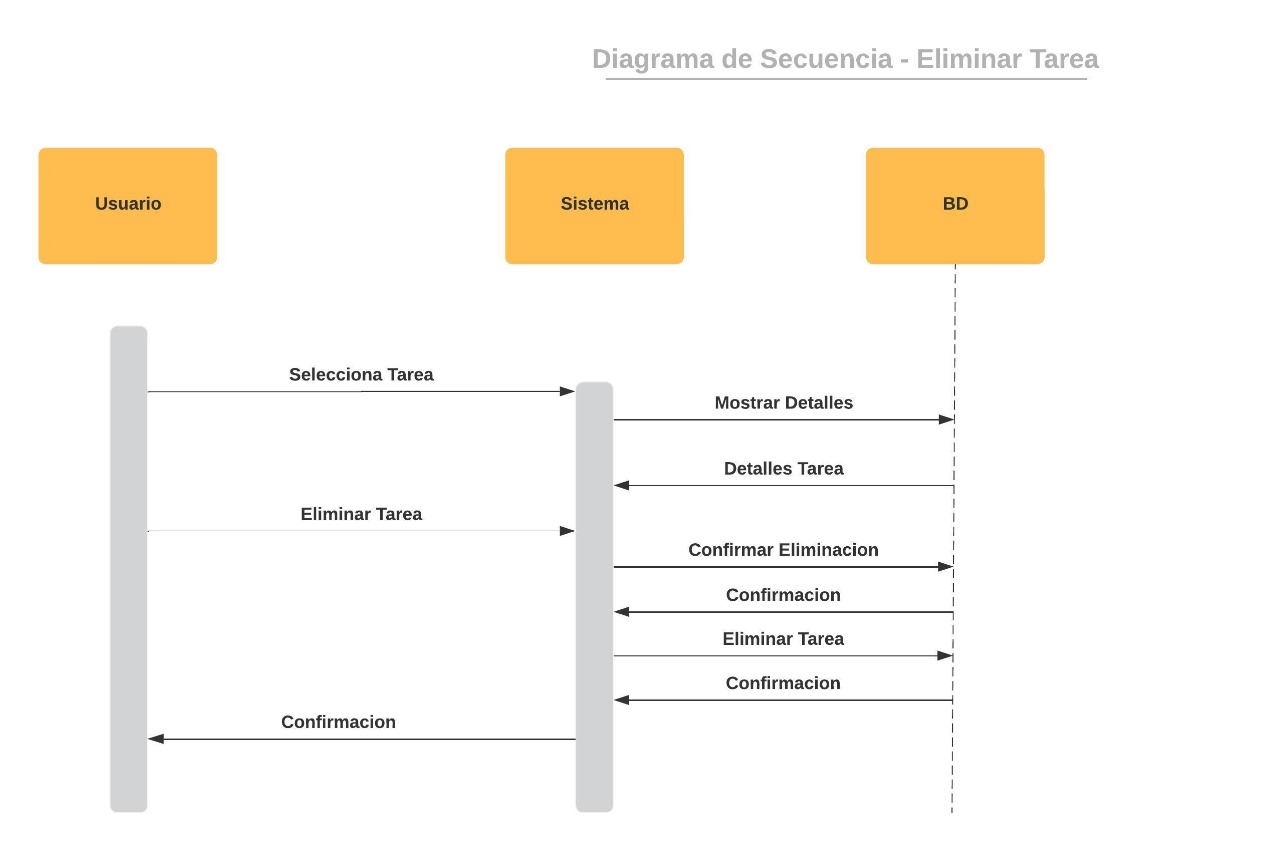 Diagrama de Secuencia - Eliminar Tarea
Usuario
Sistema
BD
Selecciona Tarea
Mostrar Detalles
Detalles Tarea
Eliminar Tarea
Confirmar Eliminacion
Confirmacion
Eliminar Tarea
Confirmacion
Confirmacion